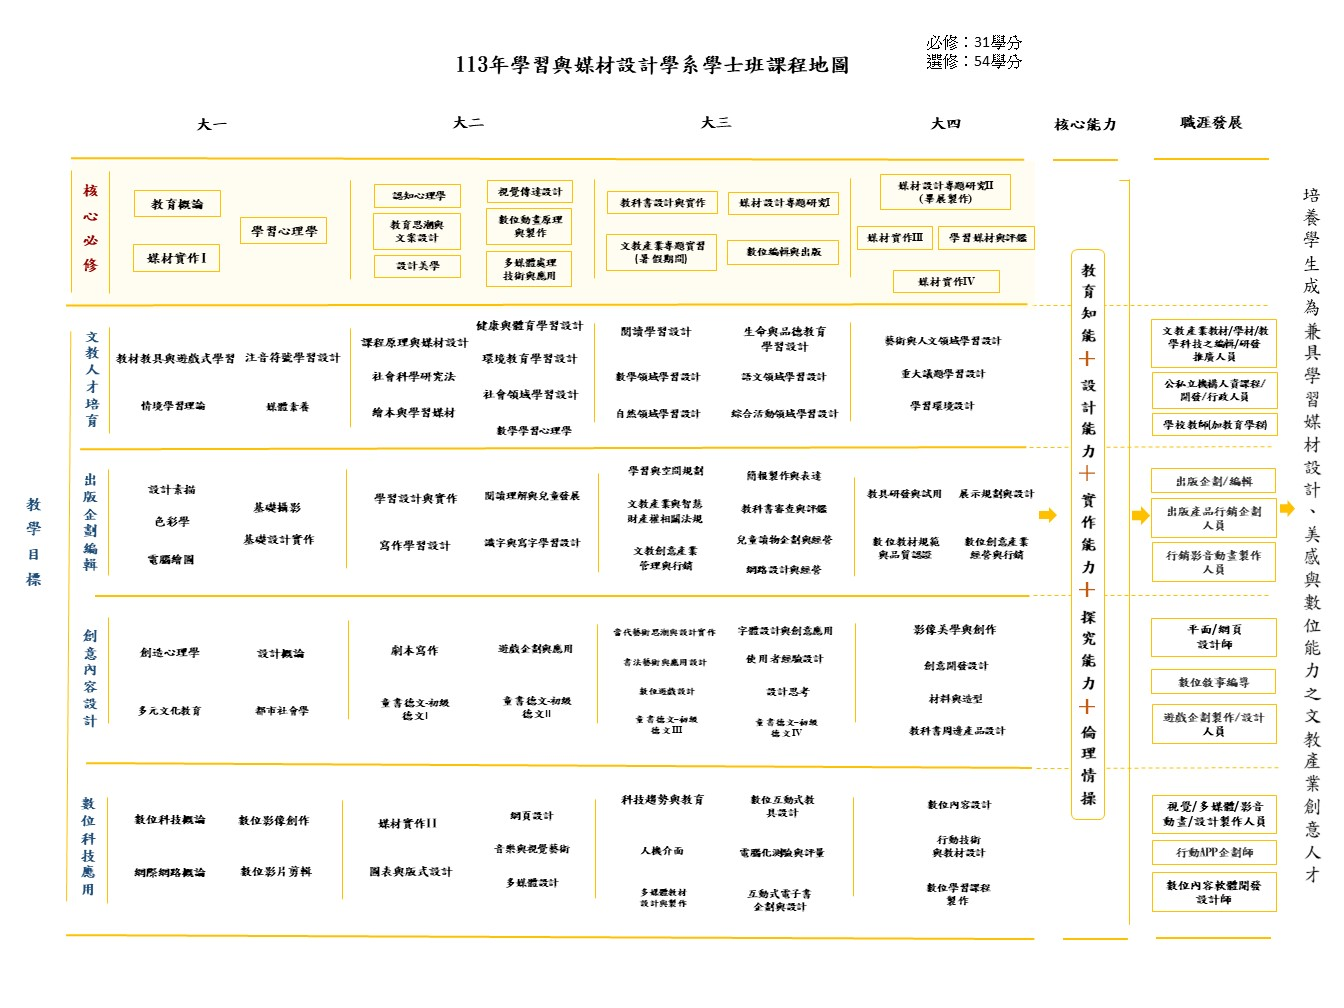 必修：31學分
選修：54學分
113年學習與媒材設計學系學士班課程地圖
大一
大二
大三
大四
核心能力
職涯發展
教學目標
核心必修
教育概論
學習心理學
媒材實作I
認知心理學
視覺傳達設計
教育思潮與
文案設計
數位動畫原理
與製作
設計美學
多媒體處理
技術與應用
教科書設計與實作
媒材設計專題研究I
文教產業專題實習
(暑假期間)
數位編輯與出版
媒材設計專題研究II
(畢展製作)
媒材實作III
學習媒材與評鑑
媒材實作IV
文教人才培育
教材教具與遊戲式學習
注音符號學習設計
情境學習理論
媒體素養
健康與體育學習設計
課程原理與媒材設計
環境教育學習設計
社會科學研究法
社會領域學習設計
繪本與學習媒材
數學學習心理學
閱讀學習設計
生命與品德教育
學習設計
數學領域學習設計
語文領域學習設計
自然領域學習設計
綜合活動領域學習設計
藝術與人文領域學習設計
重大議題學習設計
學習環境設計
文教產業教材/學材/教
學科技之編輯/研發
推廣人員
公私立機構人資課程/
開發/行政人員
學校教師(加教育學程)
出版企劃編輯
設計素描
基礎攝影
色彩學
基礎設計實作
電腦繪圖
學習設計與實作
閱讀理解與兒童發展
寫作學習設計
識字與寫字學習設計
學習與空間規劃
簡報製作與表達
文教產業與智慧
財產權相關法規
教科書審查與評鑑
文教創意產業
管理與行銷
兒童讀物企劃與經營
網路設計與經營
教具研發與試用
展示規劃與設計
數位教材規範
與品質認證
數位創意產業
經營與行銷
出版企劃/編輯
出版產品行銷企劃
人員
行銷影音動畫製作
人員
創意內容設計
創造心理學
設計概論
多元文化教育
都市社會學
劇本寫作
遊戲企劃與應用
童書德文-初級
德文I
童書德文-初級
德文II
當代藝術思潮與設計實作
字體設計與創意應用
書法藝術與應用設計
使用者經驗設計
數位遊戲設計
設計思考
童書德文-初級
德文III
童書德文-初級
德文IV
影像美學與創作
創意開發設計
材料與造型
教科書周邊產品設計
平面/網頁
設計師
數位敘事編導
遊戲企劃製作/設計
人員
數位科技應用
數位科技概論
數位影像創作
網際網路概論
數位影片剪輯
媒材實作II
網頁設計
音樂與視覺藝術
圖表與版式設計
多媒體設計
科技趨勢與教育
數位互動式教
具設計
人機介面
電腦化測驗與評量
多媒體教材
設計與製作
互動式電子書
企劃與設計
數位內容設計
行動技術
與教材設計
數位學習課程
製作
視覺/多媒體/影音
動畫/設計製作人員
行動APP企劃師
數位內容軟體開發
設計師
教育知能+設計能力+實作能力+探究能力+倫理情操
培養學生成為兼具學習媒材設計、美感與數位能力之文教產業創意人才